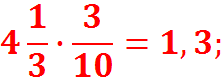 4 1/3 · 3/10 = 1,3;